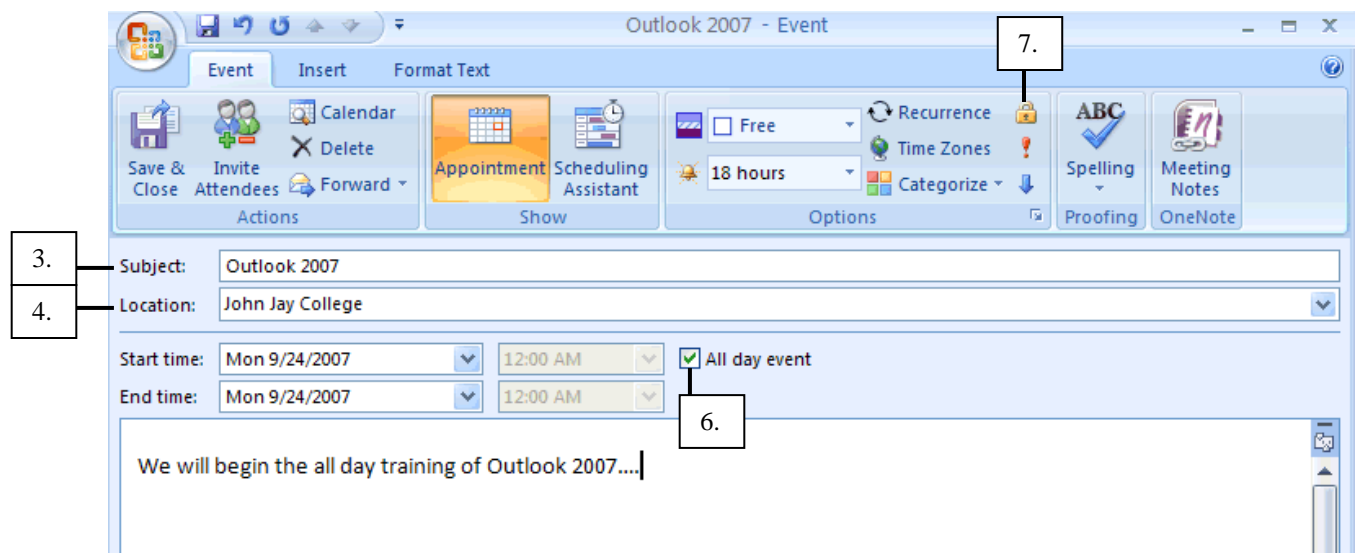 Outlook 2007 - Event
7.
Event Insert Format Text
Save & Close
Invite Attendees
Calendar
Delete
Forward
Actions
Appointment
Scheduling Assistant
Show
Free
18 hours
Recurrence
Time Zones
Categorize
Options
ABC
Spelling
Proofing
Meeting Notes
OneNote
3. Subject: Outlook 2007
4. Location: John Jay College
Start time: Mon 9/24/2007 12:00 AM All day event
End time: Mon 9/24/2007 12:00 AM
6.
We will begin the all day training of Outlook 2007....